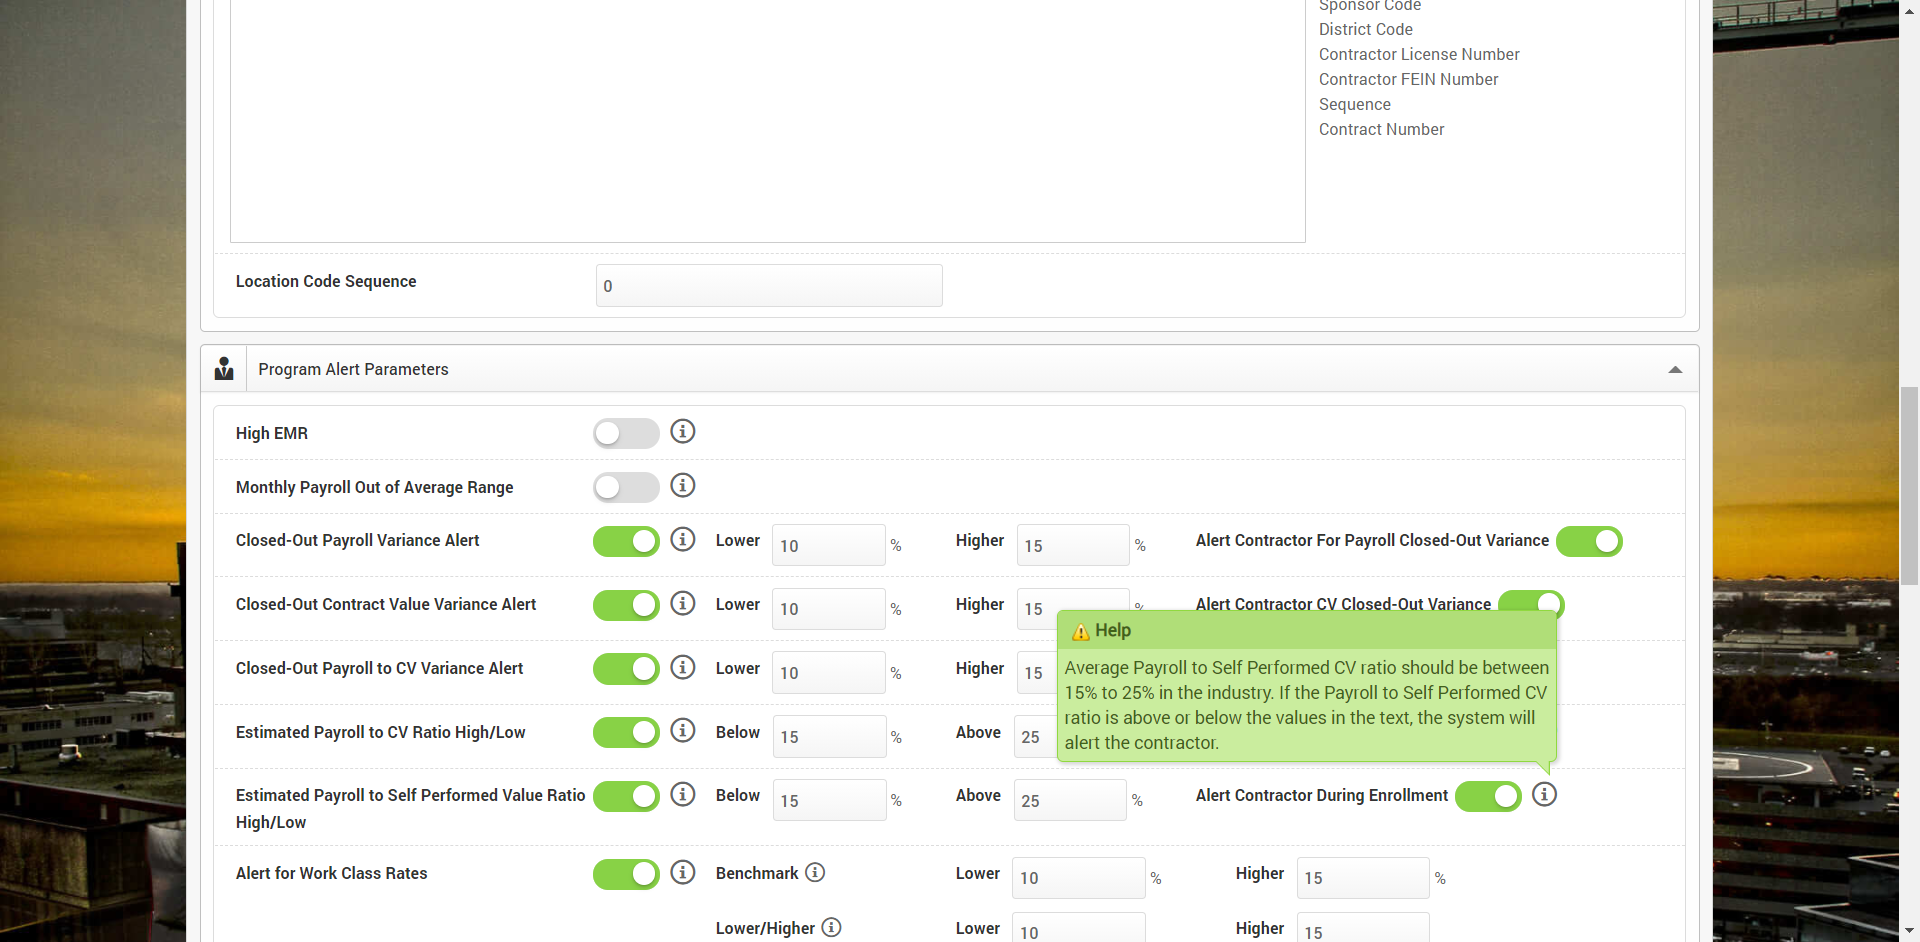 Sponsor Code
District Code
Contractor License Number
Contractor FEIN Number
Sequence
Contract Number
Location Code Sequence 0
Program Alert Parameters
High EMR
Monthly Payroll Out of Average Range
Closed-Out Payroll Variance Alert Lower 10 % Higher 15 % Alert Contractor For Payroll Closed-Out Variance
Closed-Out Contract Value Variance Alert Lower 10 % Higher 15 % Alert Contractor CV Closed-Out Variance
Help
Closed-Out Payroll to CV Variance Alert Lower 10 % Higher 15
Average Payroll to Self Performed CV ratio should be between
15% to 25% in the industry. If the Payroll to Self Performed CV
ratio is above or below the values in the text, the system will
alert the contractor.
Estimated Payroll to CV Ratio High/Low Below 15 % Above 25
Estimated Payroll to Self Performed Value Ratio Below 15 % Above 25 % Alert Contractor During Enrollment
High/Low
Alert for Work Class Rates Benchmark Lower 10 % Higher 15 %
Lower/Higher Lower 10 Higher 15